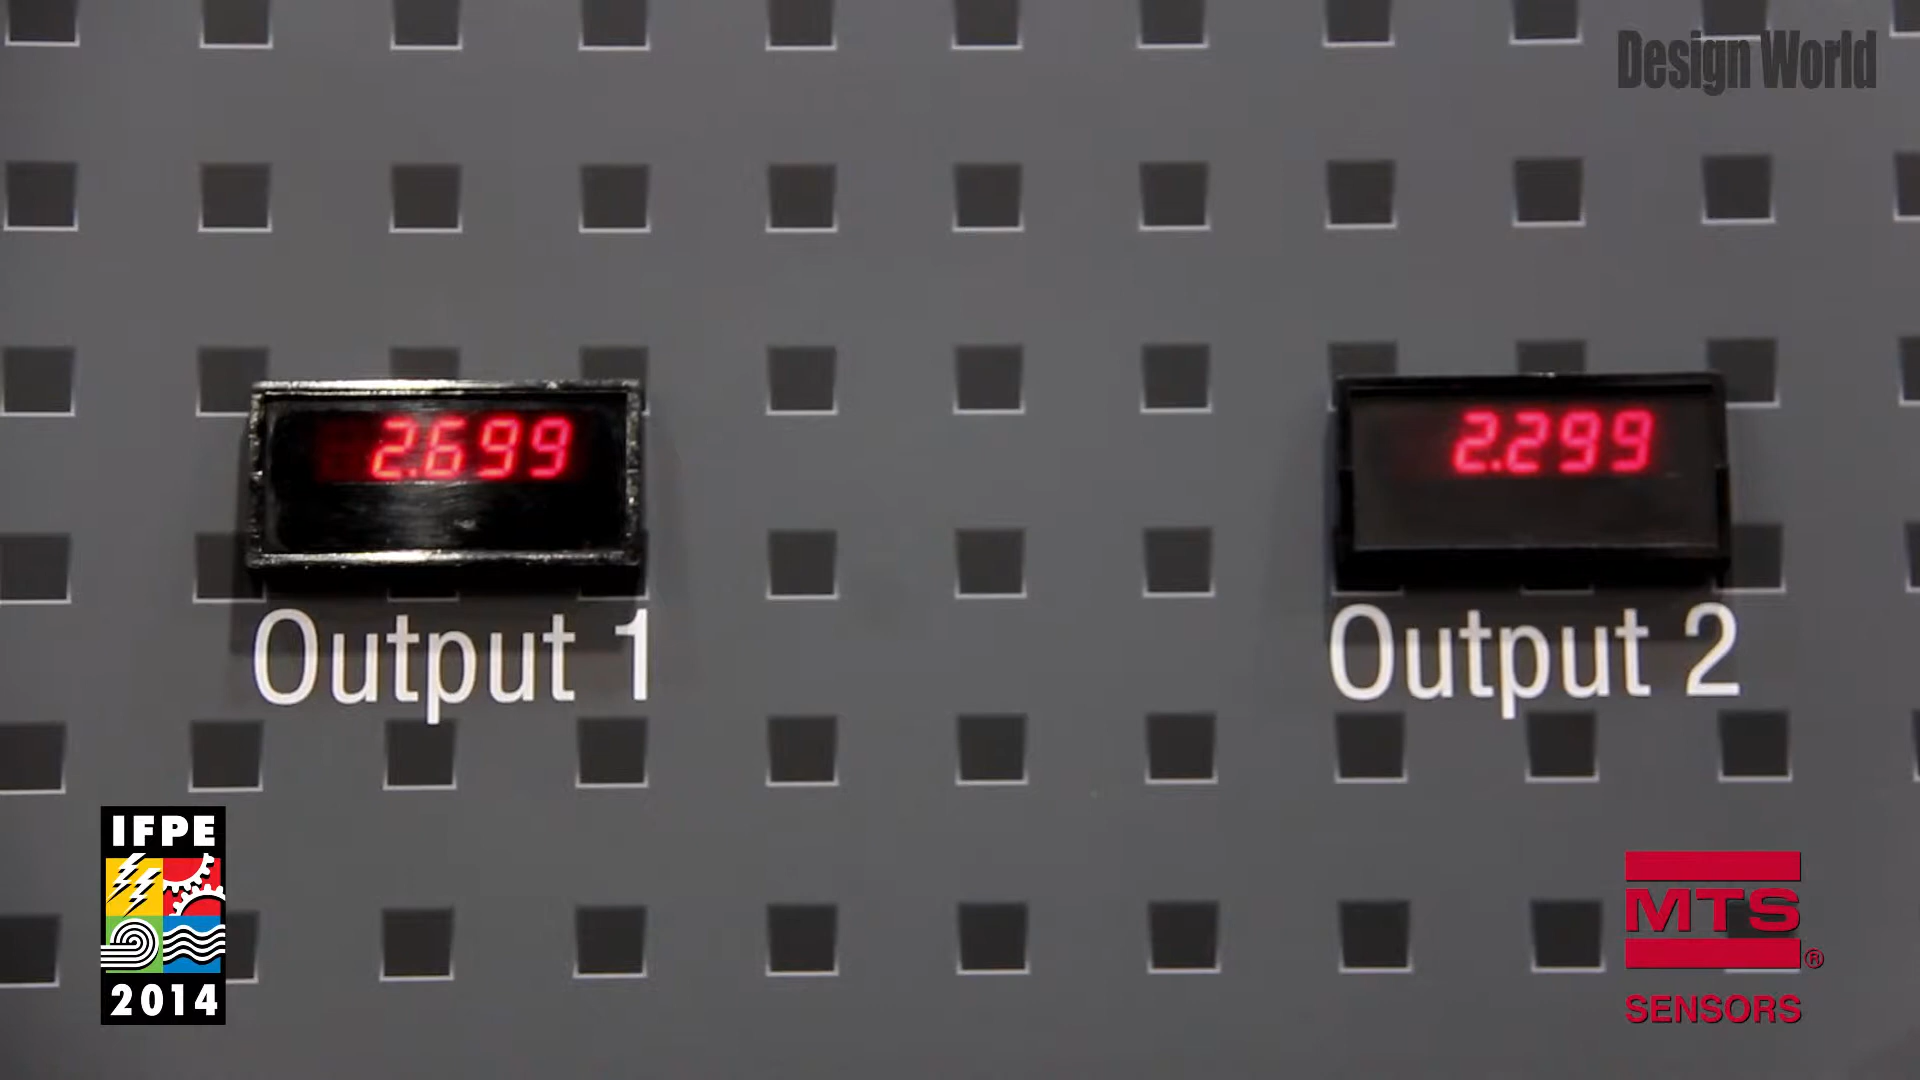 Design World
2.699
2.299
Output 1
Output 2
IFPE
2014
MTS
®
SENSORS